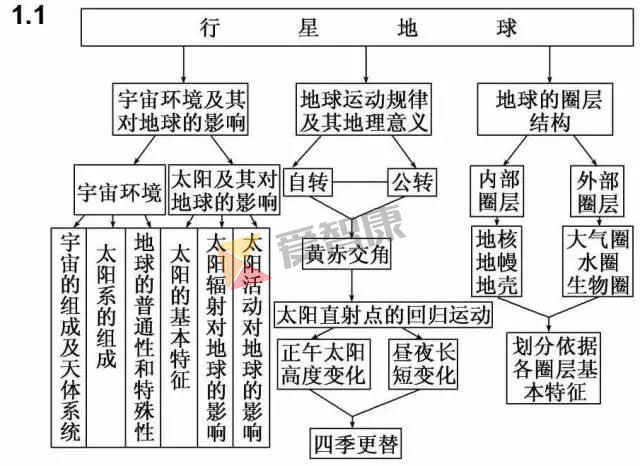 1.1
行 星 地 球
宇宙环境及其
对地球的影响
地球运动规律
及其地理意义
地球的圈层
结构
宇宙环境
太阳及其对
地球的影响
自转
公转
内部
圈层
外部
圈层
宇宙的组成及天体系统
太阳系的组成
地球的普通性和特殊性
太阳的基本特征
太阳辐射对地球的影响
太阳活动对地球的影响
爱智康
黄赤交角
地核
地幔
地壳
大气圈
水圈
生物圈
太阳直射点的回归运动
正午太阳
高度变化
昼夜长
短变化
划分依据
各圈层基
本特征
四季更替